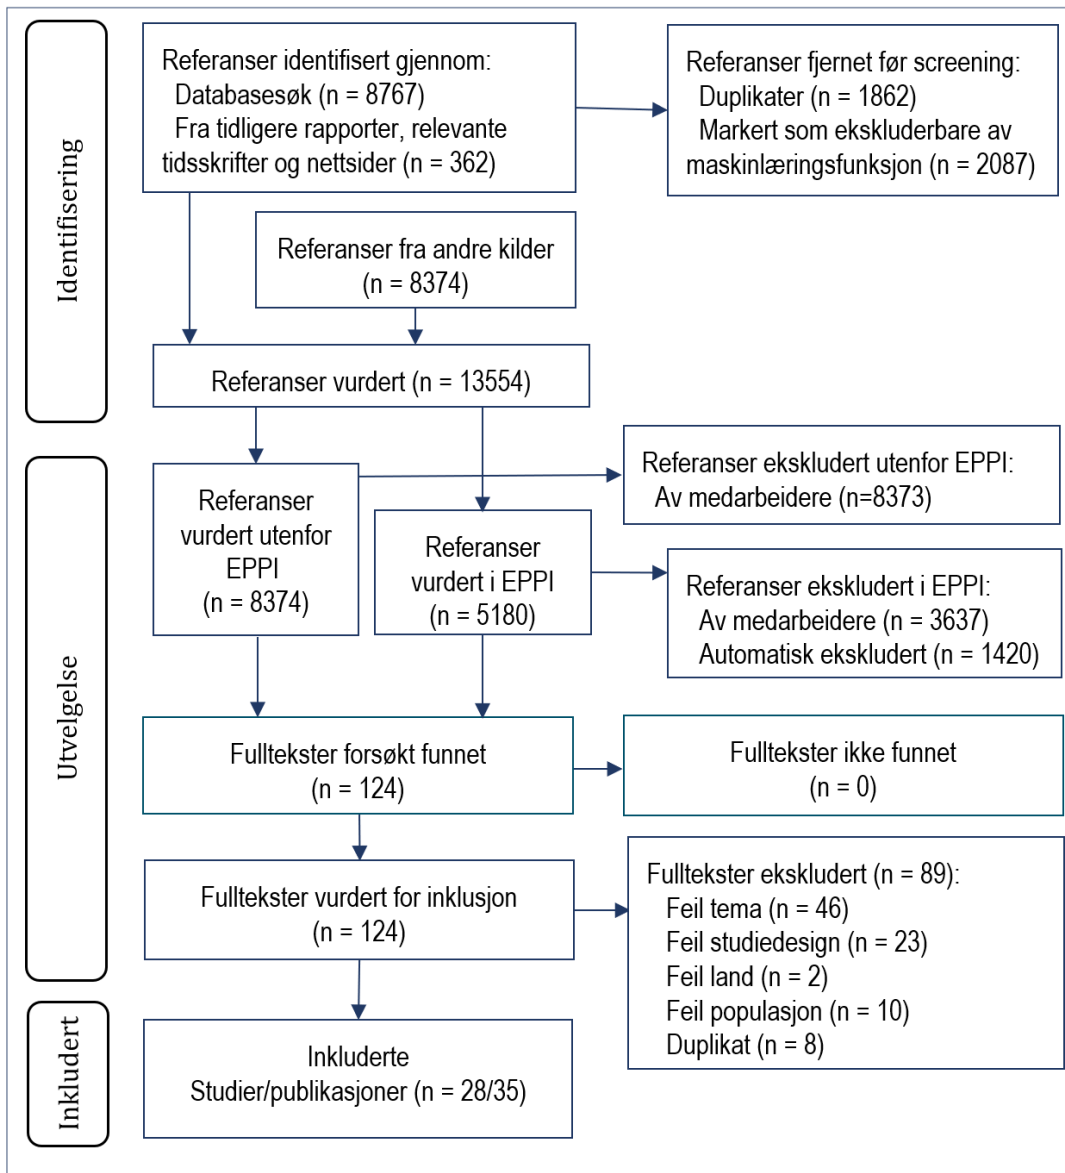 Identifisering
Referanser identifisert gjennom:
Databasesøk (n = 8767)
Fra tidligere rapporter, relevante
tidsskrifter og nettsider (n = 362)
Referanser fjernet før screening:
Duplikater (n = 1862)
Markert som ekskluderbare av
maskinlæringsfunksjon (n = 2087)
Referanser fra andre kilder
(n = 8374)
Referanser vurdert (n = 13554)
Utvelgelse
Referanser
vurdert utenfor
EPPI
(n = 8374)
Referanser ekskludert utenfor EPPI:
Av medarbeidere (n=8373)
Referanser
vurdert i EPPI
(n = 5180)
Referanser ekskludert i EPPI:
Av medarbeidere (n = 3637)
Automatisk ekskludert (n = 1420)
Fulltekster forsøkt funnet
(n = 124)
Fulltekster ikke funnet
(n = 0)
Fulltekster vurdert for inklusjon
(n = 124)
Fulltekster ekskludert (n = 89):
Feil tema (n = 46)
Feil studiedesign (n = 23)
Feil land (n = 2)
Feil populasjon (n = 10)
Duplikat (n = 8)
Inkludert
Inkluderte
Studier/publikasjoner (n = 28/35)